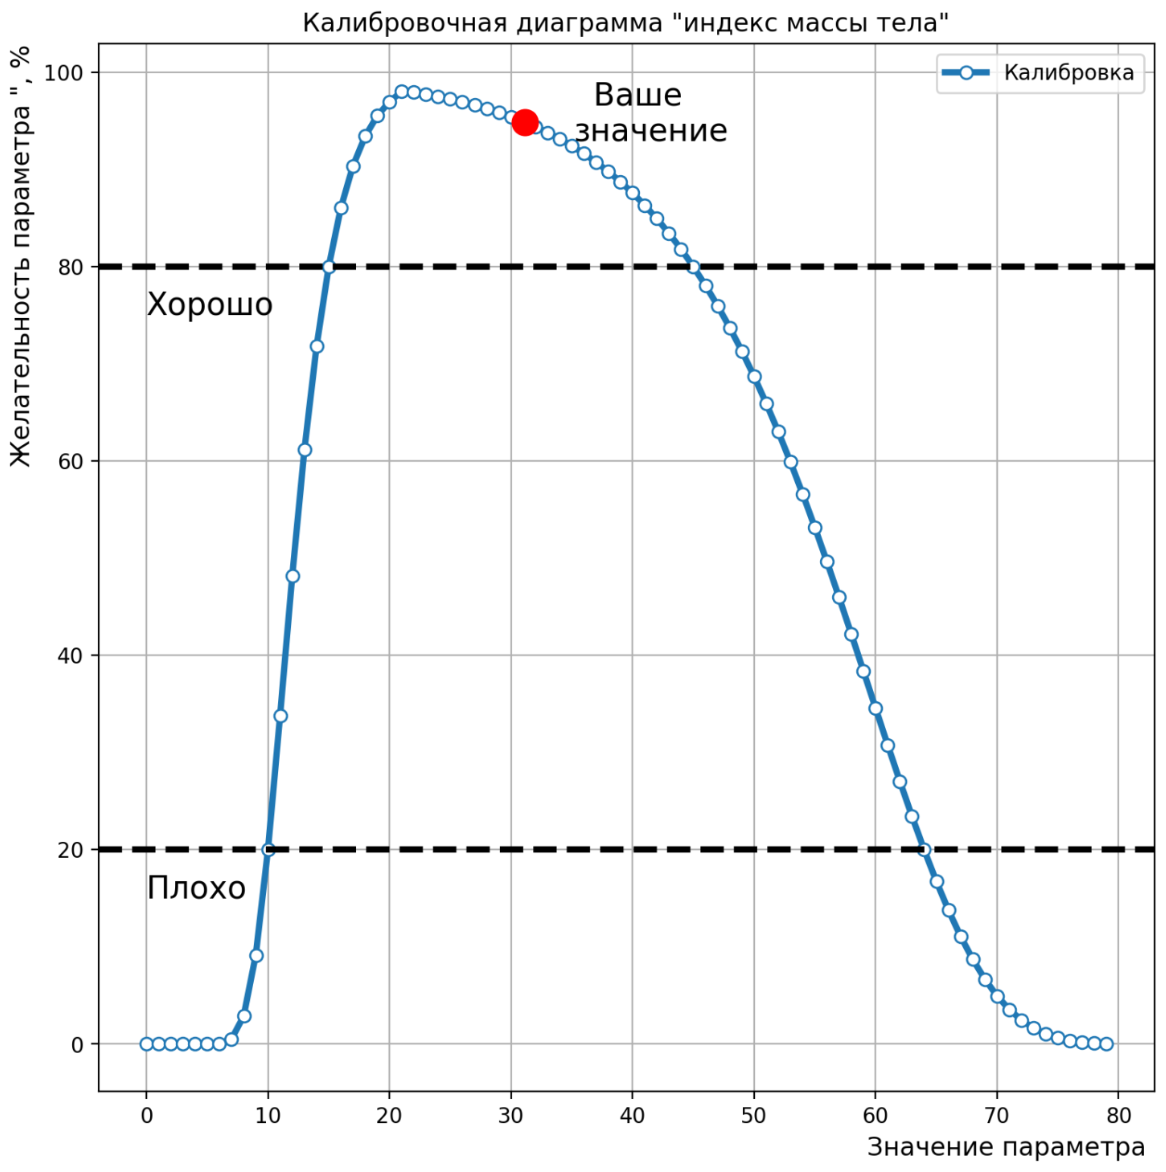 Калибровочная диаграмма "индекс массы тела"
Желательность параметра ", %
Калибровка
Ваше
значение
Хорошо
Плохо
100
80
60
40
20
0
0 10 20 30 40 50 60 70 80
Значение параметра